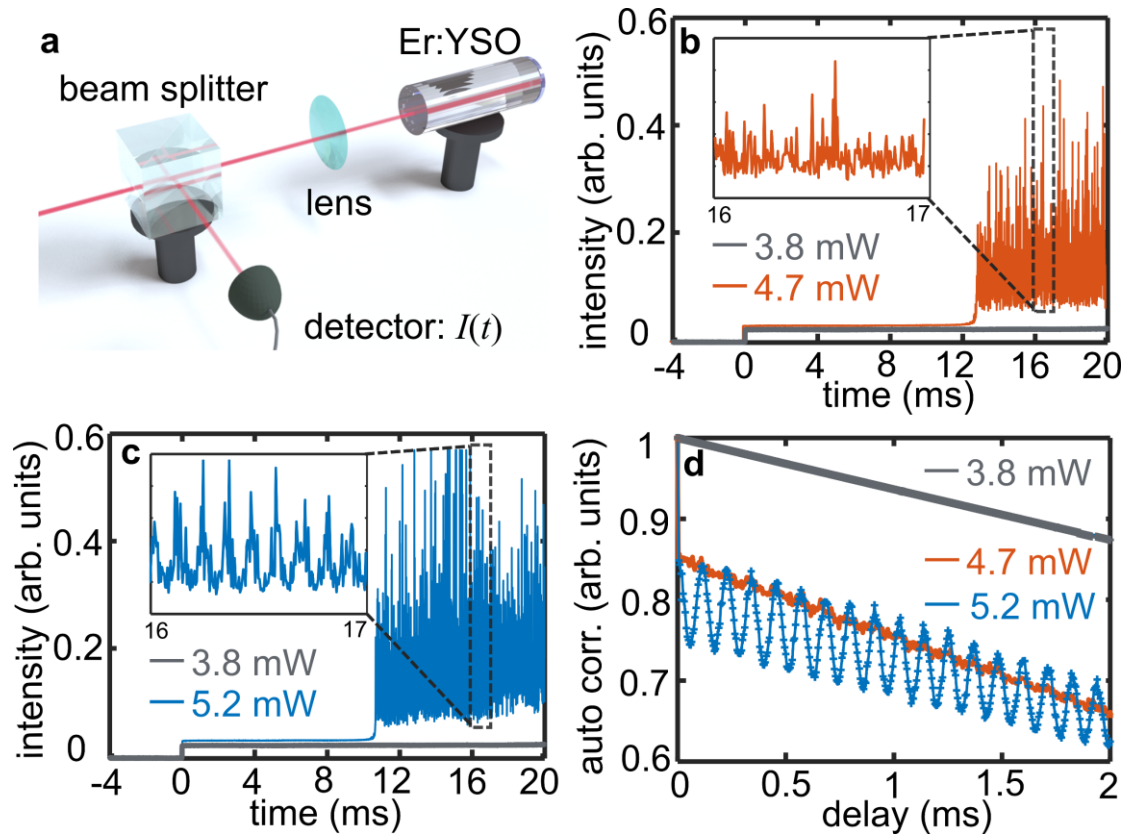 a
Er:YSO
beam splitter
lens
detector: I(t)
b
intensity (arb. units)
0.6
0.4
0.2
0
16
17
3.8 mW
4.7 mW
-4
0
4
8
12
16
20
time (ms)
c
intensity (arb. units)
0.6
0.4
0.2
0
16
17
3.8 mW
5.2 mW
-4
0
4
8
12
16
20
time (ms)
d
auto corr. (arb. units)
1
0.9
0.8
0.7
0.6
3.8 mW
4.7 mW
5.2 mW
0
0.5
1
1.5
2
delay (ms)